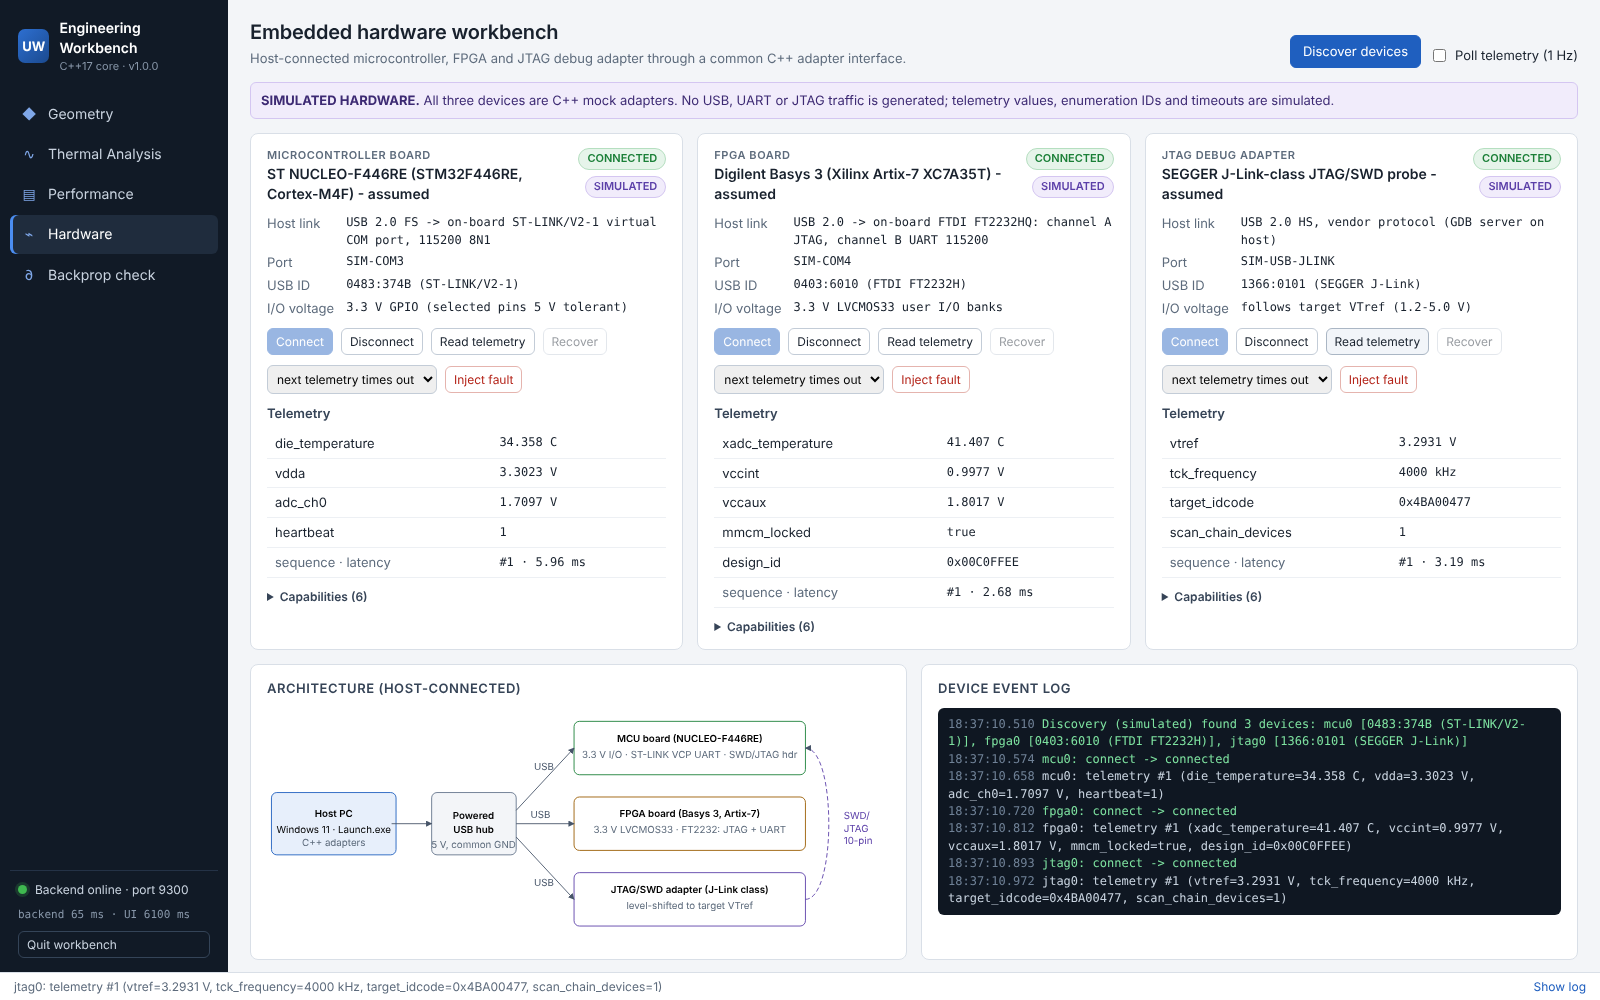 UW
Engineering
Workbench
C++17 core · v1.0.0
Geometry
Thermal Analysis
Performance
Hardware
∂ Backprop check
Backend online · port 9300
backend 65 ms · UI 6100 ms
Quit workbench
Embedded hardware workbench
Host-connected microcontroller, FPGA and JTAG debug adapter through a common C++ adapter interface.
Discover devices
Poll telemetry (1 Hz)
SIMULATED HARDWARE. All three devices are C++ mock adapters. No USB, UART or JTAG traffic is generated; telemetry values, enumeration IDs and timeouts are simulated.
MICROCONTROLLER BOARD
ST NUCLEO-F446RE (STM32F446RE,
Cortex-M4F) - assumed
CONNECTED
SIMULATED
Host link USB 2.0 FS -> on-board ST-LINK/V2-1 virtual
COM port, 115200 8N1
Port SIM-COM3
USB ID 0483:374B (ST-LINK/V2-1)
I/O voltage 3.3 V GPIO (selected pins 5 V tolerant)
Connect Disconnect Read telemetry Recover
next telemetry times out Inject fault
Telemetry
die_temperature 34.358 C
vdda 3.3023 V
adc_ch0 1.7097 V
heartbeat 1
sequence · latency #1 · 5.96 ms
Capabilities (6)
FPGA BOARD
Digilent Basys 3 (Xilinx Artix-7 XC7A35T) -
assumed
CONNECTED
SIMULATED
Host link USB 2.0 -> on-board FTDI FT2232HQ: channel A
JTAG, channel B UART 115200
Port SIM-COM4
USB ID 0403:6010 (FTDI FT2232H)
I/O voltage 3.3 V LVCMOS33 user I/O banks
Connect Disconnect Read telemetry Recover
next telemetry times out Inject fault
Telemetry
xadc_temperature 41.407 C
vccint 0.9977 V
vccaux 1.8017 V
mmcm_locked true
design_id 0x00C0FFEE
sequence · latency #1 · 2.68 ms
Capabilities (6)
JTAG DEBUG ADAPTER
SEGGER J-Link-class JTAG/SWD probe -
assumed
CONNECTED
SIMULATED
Host link USB 2.0 HS, vendor protocol (GDB server on
host)
Port SIM-USB-JLINK
USB ID 1366:0101 (SEGGER J-Link)
I/O voltage follows target VTref (1.2-5.0 V)
Connect Disconnect Read telemetry Recover
next telemetry times out Inject fault
Telemetry
vtref 3.2931 V
tck_frequency 4000 kHz
target_idcode 0x4BA00477
scan_chain_devices 1
sequence · latency #1 · 3.19 ms
Capabilities (6)
ARCHITECTURE (HOST-CONNECTED)
Host PC
Windows 11 · Launch.exe
C++ adapters
Powered
USB hub
5 V, common GND
USB
USB
USB
MCU board (NUCLEO-F446RE)
3.3 V I/O · ST-LINK VCP UART · SWD/JTAG hdr
FPGA board (Basys 3, Artix-7)
3.3 V LVCMOS33 · FT2232: JTAG + UART
JTAG/SWD adapter (J-Link class)
level-shifted to target VTref
SWD/
JTAG
10-pin
DEVICE EVENT LOG
18:37:10.510 Discovery (simulated) found 3 devices: mcu0 [0483:374B (ST-LINK/V2-
1)], fpga0 [0403:6010 (FTDI FT2232H)], jtag0 [1366:0101 (SEGGER J-Link)]
18:37:10.574 mcu0: connect -> connected
18:37:10.658 mcu0: telemetry #1 (die_temperature=34.358 C, vdda=3.3023 V,
adc_ch0=1.7097 V, heartbeat=1)
18:37:10.720 fpga0: connect -> connected
18:37:10.812 fpga0: telemetry #1 (xadc_temperature=41.407 C, vccint=0.9977 V,
vccaux=1.8017 V, mmcm_locked=true, design_id=0x00C0FFEE)
18:37:10.893 jtag0: connect -> connected
18:37:10.972 jtag0: telemetry #1 (vtref=3.2931 V, tck_frequency=4000 kHz,
target_idcode=0x4BA00477, scan_chain_devices=1)
jtag0: telemetry #1 (vtref=3.2931 V, tck_frequency=4000 kHz, target_idcode=0x4BA00477, scan_chain_devices=1)
Show log